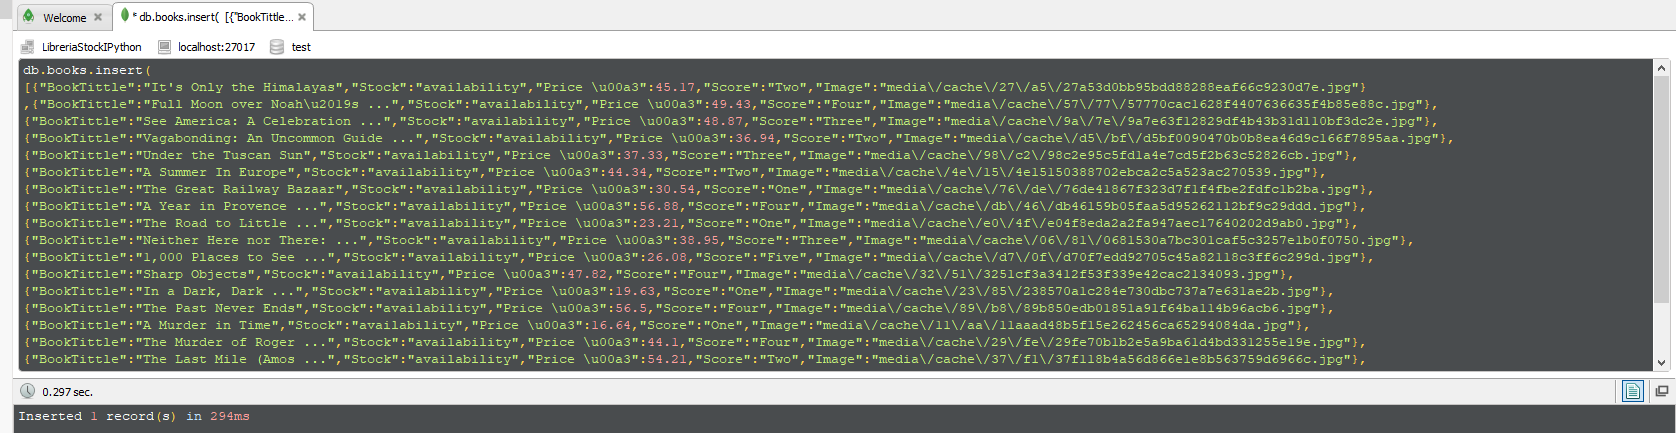 Welcome
* db.books.insert( [{"BookTittle...
LibreriaStockIPython localhost:27017 test
db.books.insert(
[{"BookTittle":"It's Only the Himalayas","Stock":"availability","Price \u00a3":45.17,"Score":"Two","Image":"media\/cache\/27\/a5\/27a53d0bb95bdd88288eaf66c9230d7e.jpg"}
,{"BookTittle":"Full Moon over Noah\u2019s ...","Stock":"availability","Price \u00a3":49.43,"Score":"Four","Image":"media\/cache\/57\/77\/57770cac1628f4407636635f4b85e88c.jpg"},
{"BookTittle":"See America: A Celebration ...","Stock":"availability","Price \u00a3":48.87,"Score":"Three","Image":"media\/cache\/9a\/7e\/9a7e63f12829df4b43b31d110bf3dc2e.jpg"},
{"BookTittle":"Vagabonding: An Uncommon Guide ...","Stock":"availability","Price \u00a3":36.94,"Score":"Two","Image":"media\/cache\/d5\/bf\/d5bf0090470b0b8ea46d9c166f7895aa.jpg"},
{"BookTittle":"Under the Tuscan Sun","Stock":"availability","Price \u00a3":37.33,"Score":"Three","Image":"media\/cache\/98\/c2\/98c2e95c5fd1a4e7cd5f2b63c52826cb.jpg"},
{"BookTittle":"A Summer In Europe","Stock":"availability","Price \u00a3":44.34,"Score":"Two","Image":"media\/cache\/4e\/15\/4e15150388702ebca2c5a523ac270539.jpg"},
{"BookTittle":"The Great Railway Bazaar","Stock":"availability","Price \u00a3":30.54,"Score":"One","Image":"media\/cache\/76\/de\/76de41867f323d7f1f4fbe2fdfc1b2ba.jpg"},
{"BookTittle":"A Year in Provence ...","Stock":"availability","Price \u00a3":56.88,"Score":"Four","Image":"media\/cache\/db\/46\/db46159b05faa5d95262112bf9c29ddd.jpg"},
{"BookTittle":"The Road to Little ...","Stock":"availability","Price \u00a3":23.21,"Score":"One","Image":"media\/cache\/e0\/4f\/e04f8eda2a2fa947aec17640202d9ab0.jpg"},
{"BookTittle":"Neither Here nor There: ...","Stock":"availability","Price \u00a3":38.95,"Score":"Three","Image":"media\/cache\/06\/81\/0681530a7bc301caf5c3257e1b0f0750.jpg"},
{"BookTittle":"1,000 Places to See ...","Stock":"availability","Price \u00a3":26.08,"Score":"Five","Image":"media\/cache\/d7\/0f\/d70f7edd92705c45a82118c3ff6c299d.jpg"},
{"BookTittle":"Sharp Objects","Stock":"availability","Price \u00a3":47.82,"Score":"Four","Image":"media\/cache\/32\/51\/3251cf3a3412f53f339e42cac2134093.jpg"},
{"BookTittle":"In a Dark, Dark ...","Stock":"availability","Price \u00a3":19.63,"Score":"One","Image":"media\/cache\/23\/85\/238570a1c284e730dbc737a7e631ae2b.jpg"},
{"BookTittle":"The Past Never Ends","Stock":"availability","Price \u00a3":56.5,"Score":"Four","Image":"media\/cache\/89\/b8\/89b850edb01851a91f64ba114b96acb6.jpg"},
{"BookTittle":"A Murder in Time","Stock":"availability","Price \u00a3":16.64,"Score":"One","Image":"media\/cache\/11\/aa\/11aaad48b5f15e262456ca65294084da.jpg"},
{"BookTittle":"The Murder of Roger ...","Stock":"availability","Price \u00a3":44.1,"Score":"Four","Image":"media\/cache\/29\/fe\/29fe70b1b2e5a9ba61d4bd331255e19e.jpg"},
{"BookTittle":"The Last Mile (Amos ...","Stock":"availability","Price \u00a3":54.21,"Score":"Two","Image":"media\/cache\/37\/f1\/37f118b4a56d866e1e8b563759d6966c.jpg"},
0.297 sec.
Inserted 1 record(s) in 294ms